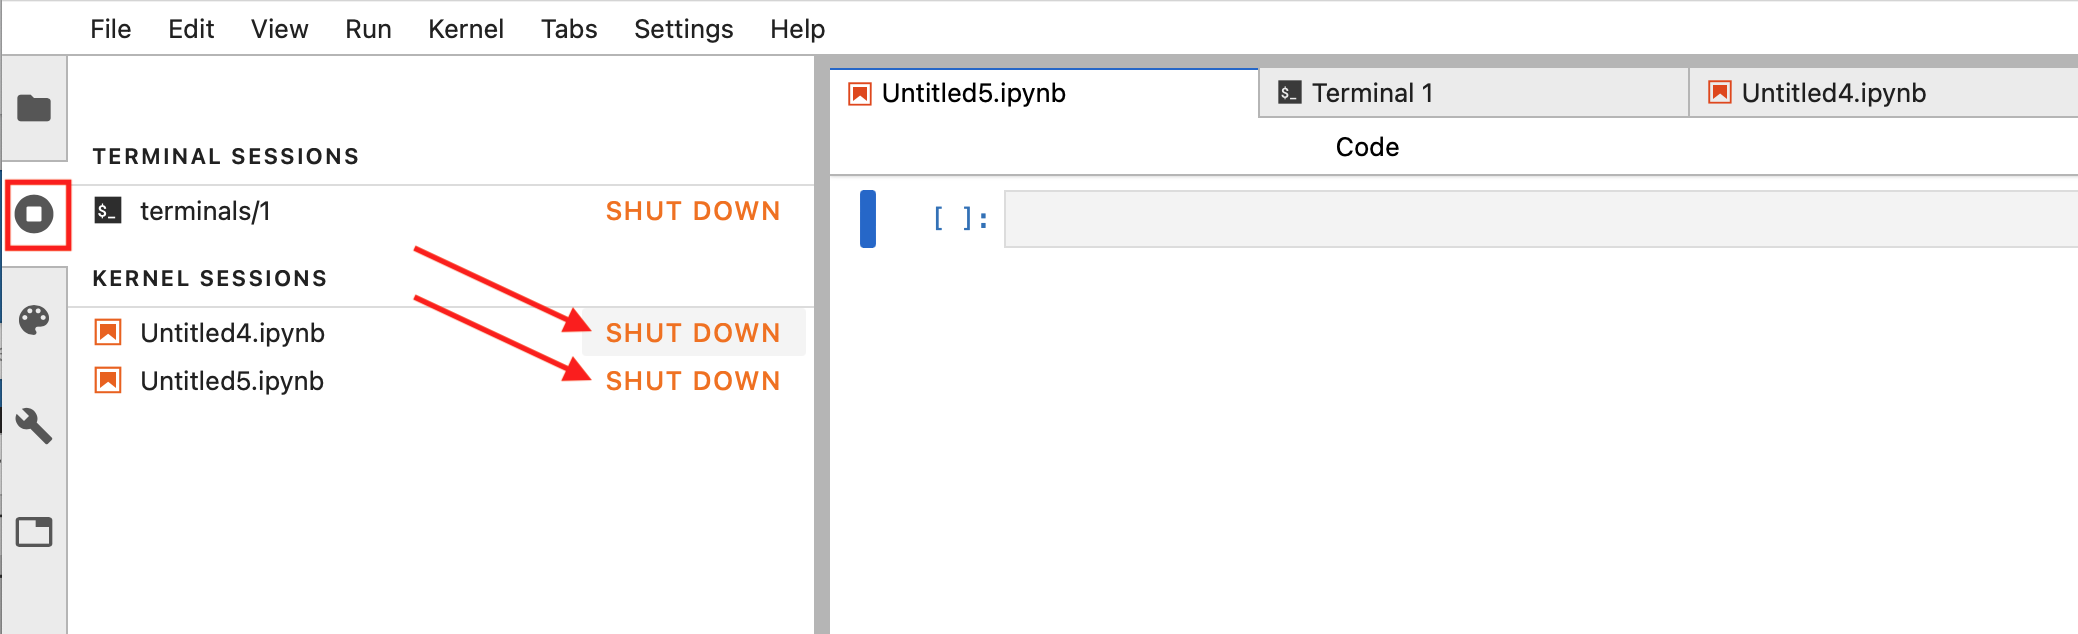 File Edit View Run Kernel Tabs Settings Help
TERMINAL SESSIONS
$_ terminals/1 SHUT DOWN
KERNEL SESSIONS
Untitled4.ipynb SHUT DOWN
Untitled5.ipynb SHUT DOWN
Untitled5.ipynb $_ Terminal 1 Untitled4.ipynb
Code
[ ]: